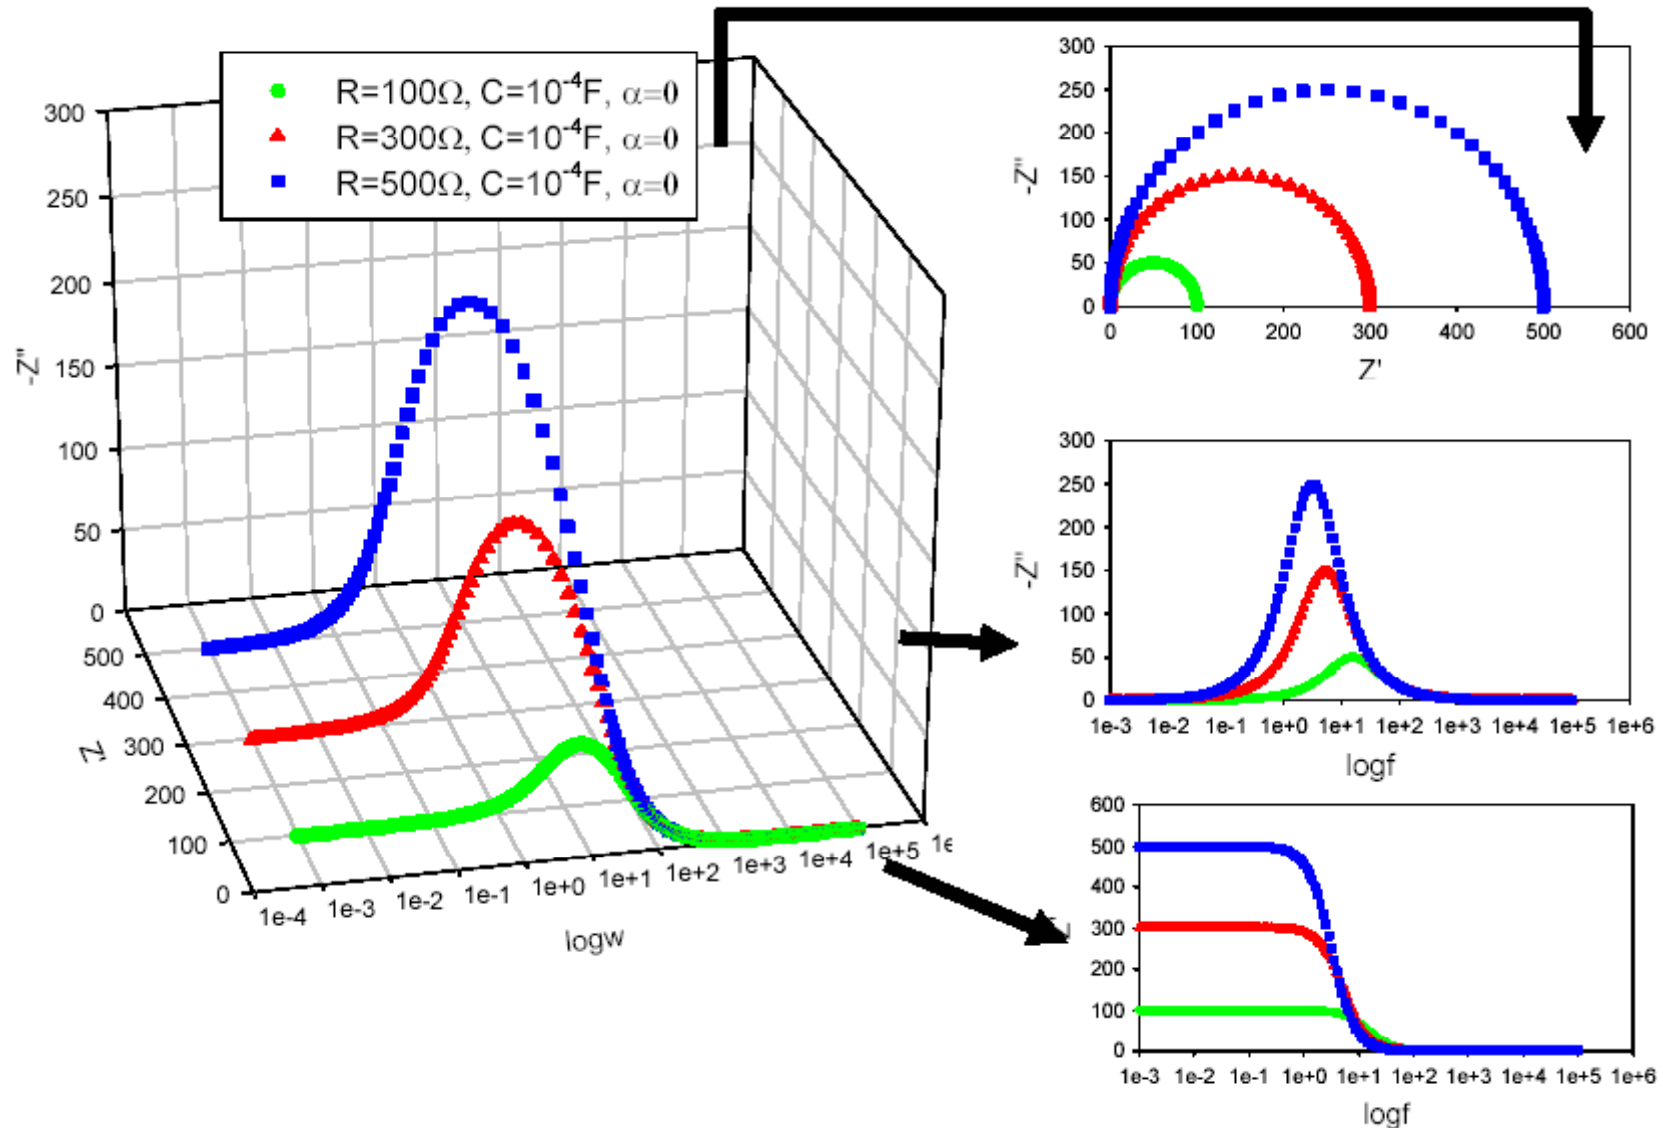 R=100Ω, C=10⁻⁴F, α=0
R=300Ω, C=10⁻⁴F, α=0
R=500Ω, C=10⁻⁴F, α=0
300
250
200
150
100
50
0
-Z"
500
400
300
200
100
0
Z
1e-4
1e-3
1e-2
1e-1
1e+0
1e+1
1e+2
1e+3
1e+4
1e+5
logw
300
250
200
150
100
50
0
-Z"
0 100 200 300 400 500 600
Z'
300
250
200
150
100
50
0
-Z"
1e-3 1e-2 1e-1 1e+0 1e+1 1e+2 1e+3 1e+4 1e+5 1e+6
logf
600
500
400
300
200
100
0
1e-3 1e-2 1e-1 1e+0 1e+1 1e+2 1e+3 1e+4 1e+5 1e+6
logf